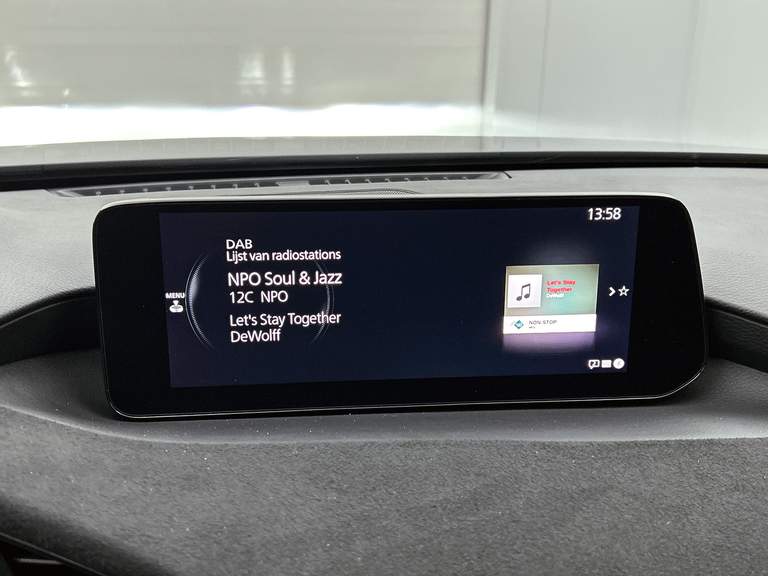 13:58
DAB
Lijst van radiostations
NPO Soul & Jazz
12C NPO
Let's Stay Together
DeWolff
MENU
Let's Stay
Together
DeWolff
NON STOP